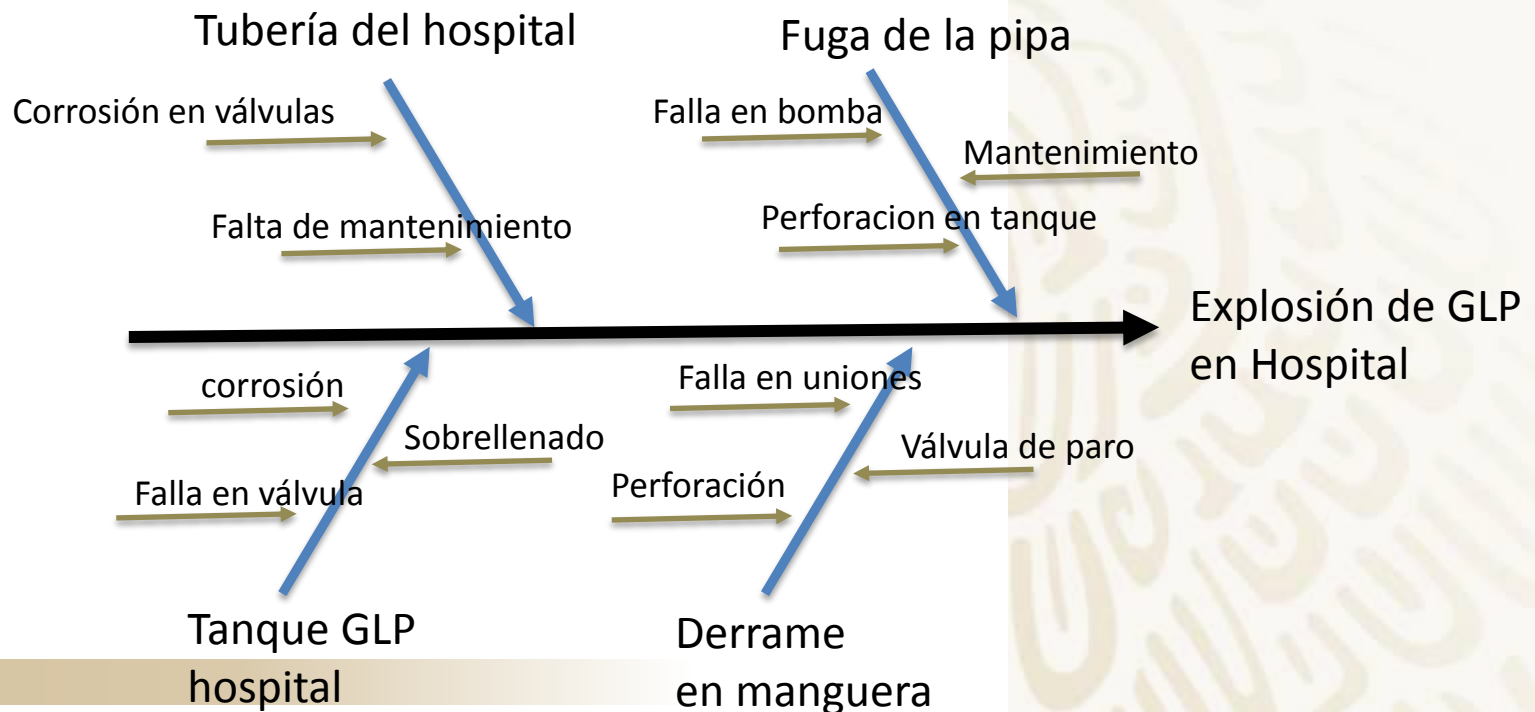 Tubería del hospital
Fuga de la pipa
Corrosión en válvulas
Falla en bomba
Mantenimiento
Falta de mantenimiento
Perforacion en tanque
Explosión de GLP
en Hospital
corrosión
Falla en uniones
Sobrellenado
Válvula de paro
Falla en válvula
Perforación
Tanque GLP
hospital
Derrame
en manguera